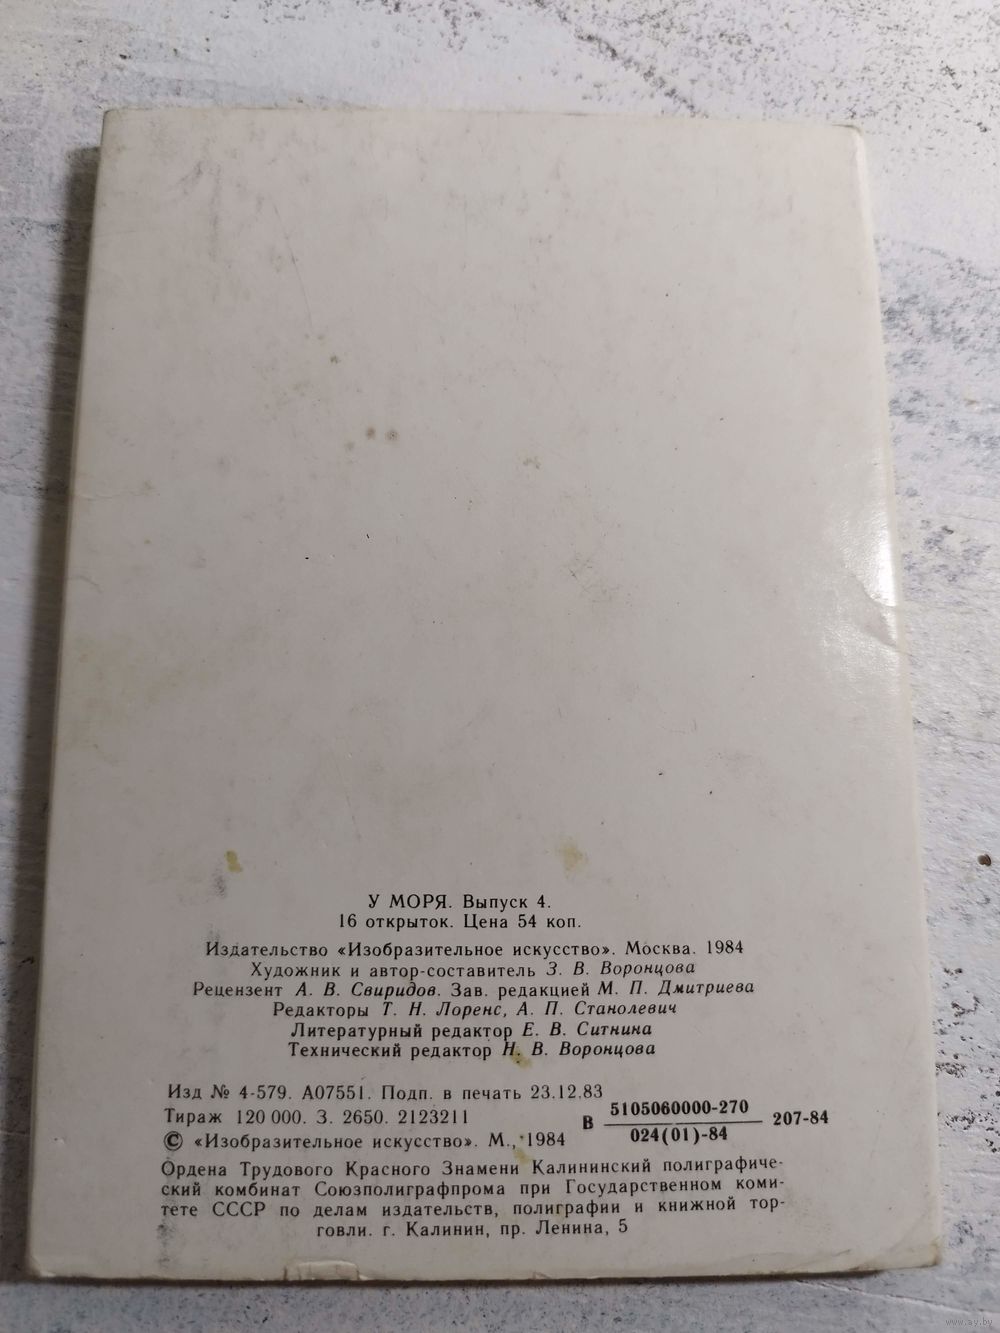 У МОРЯ. Выпуск 4.
16 открыток. Цена 54 коп.
Издательство «Изобразительное искусство». Москва. 1984
Художник и автор-составитель З. В. Воронцова
Рецензент А. В. Свиридов. Зав. редакцией М. П. Дмитриева
Редакторы Т. Н. Лоренс, А. П. Станолевич
Литературный редактор Е. В. Ситнина
Технический редактор Н. В. Воронцова
Изд № 4-579. А07551. Подп. в печать 23.12.83
Тираж 120 000. З. 2650. 2123211
© «Изобразительное искусство». М., 1984
В 5105060000-270 207-84
024(01)-84
Ордена Трудового Красного Знамени Калининский полиграфиче-
ский комбинат Союзполиграфпрома при Государственном коми-
тете СССР по делам издательств, полиграфии и книжной тор-
говли. г. Калинин, пр. Ленина, 5
www.ay.by